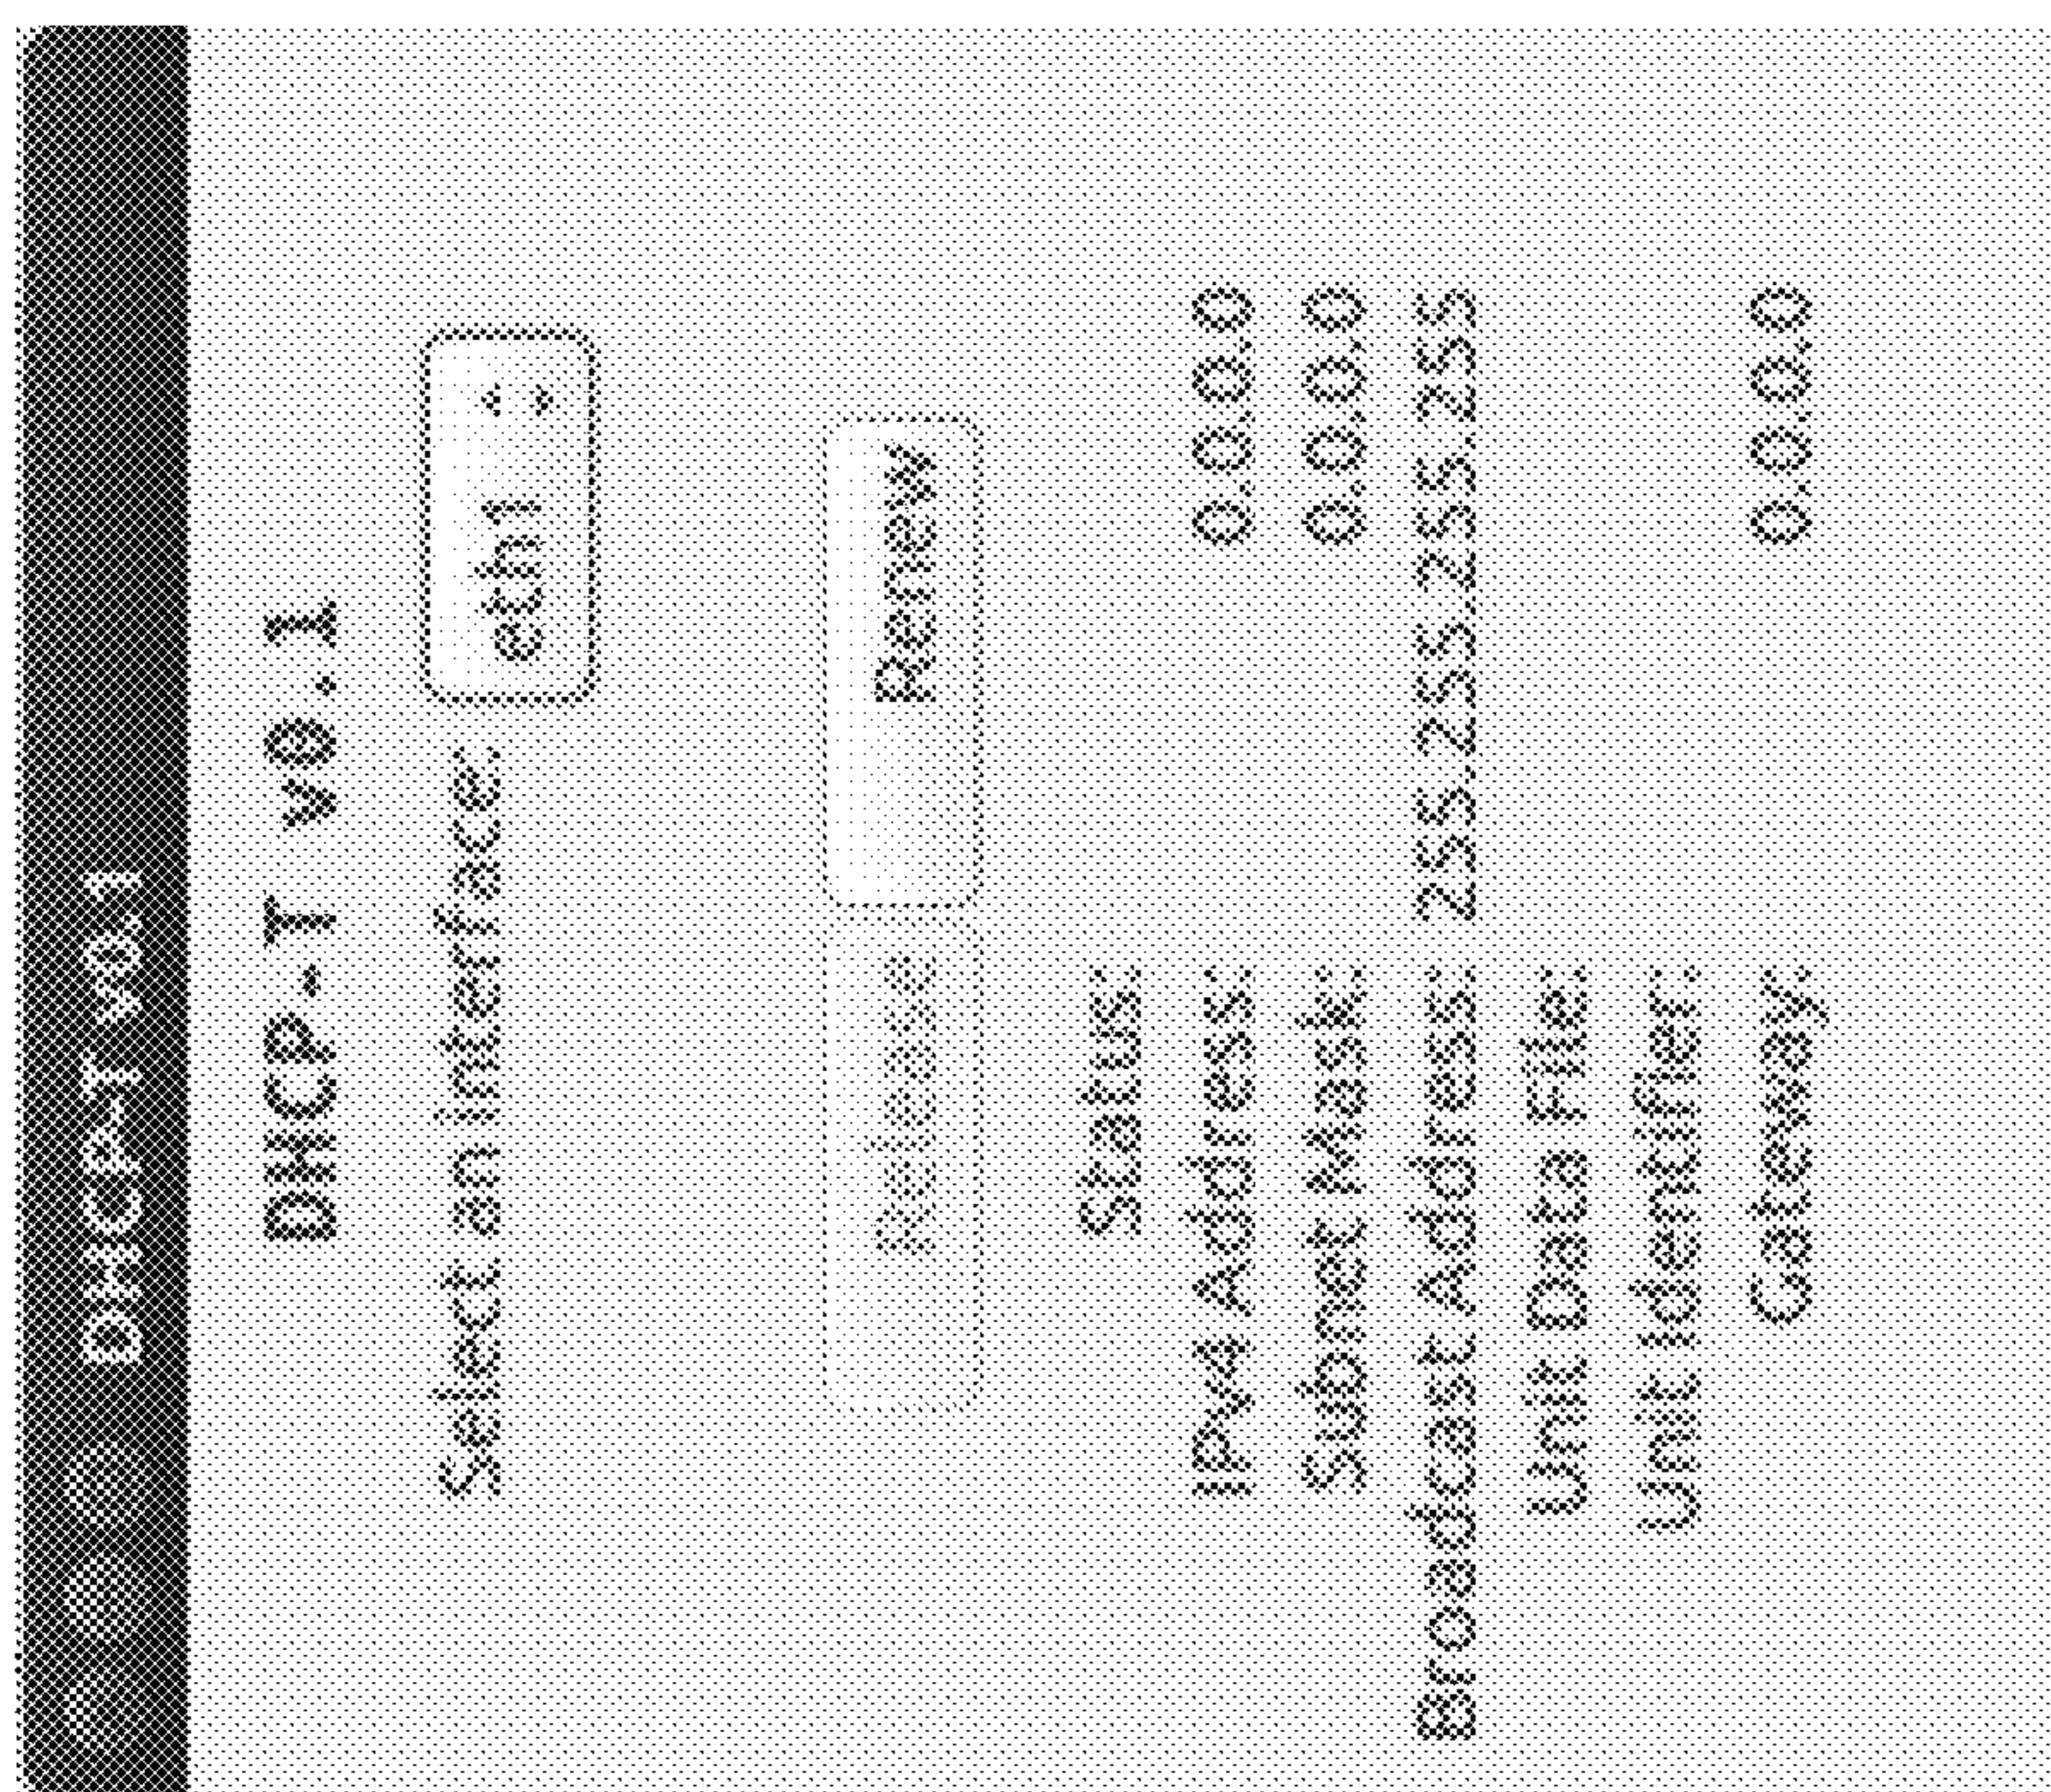 DHCP-T v0.1
DHCP-T v0.1
Select an interface: eth1
Release Renew
Status:
IPv4 Address: 0.0.0.0
Subnet Mask: 0.0.0.0
Broadcast Address: 255.255.255.255
Unit Data File:
Unit Identifier:
Gateway: 0.0.0.0